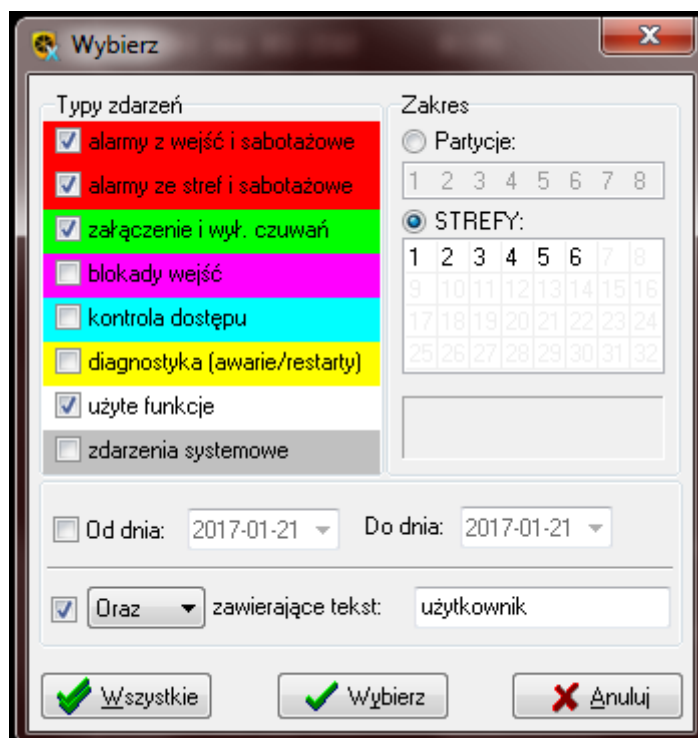 Wybierz
Typy zdarzeń
alarmy z wejść i sabotażowe
alarmy ze stref i sabotażowe
załączenie i wył. czuwań
blokady wejść
kontrola dostępu
diagnostyka (awarie/restarty)
użyte funkcje
zdarzenia systemowe
Zakres
Partycje:
1 2 3 4 5 6 7 8
STREFY:
1 2 3 4 5 6 7 8
9 10 11 12 13 14 15 16
17 18 19 20 21 22 23 24
25 26 27 28 29 30 31 32
Od dnia: 2017-01-21 Do dnia: 2017-01-21
Oraz zawierające tekst: użytkownik
Wszystkie Wybierz Anuluj